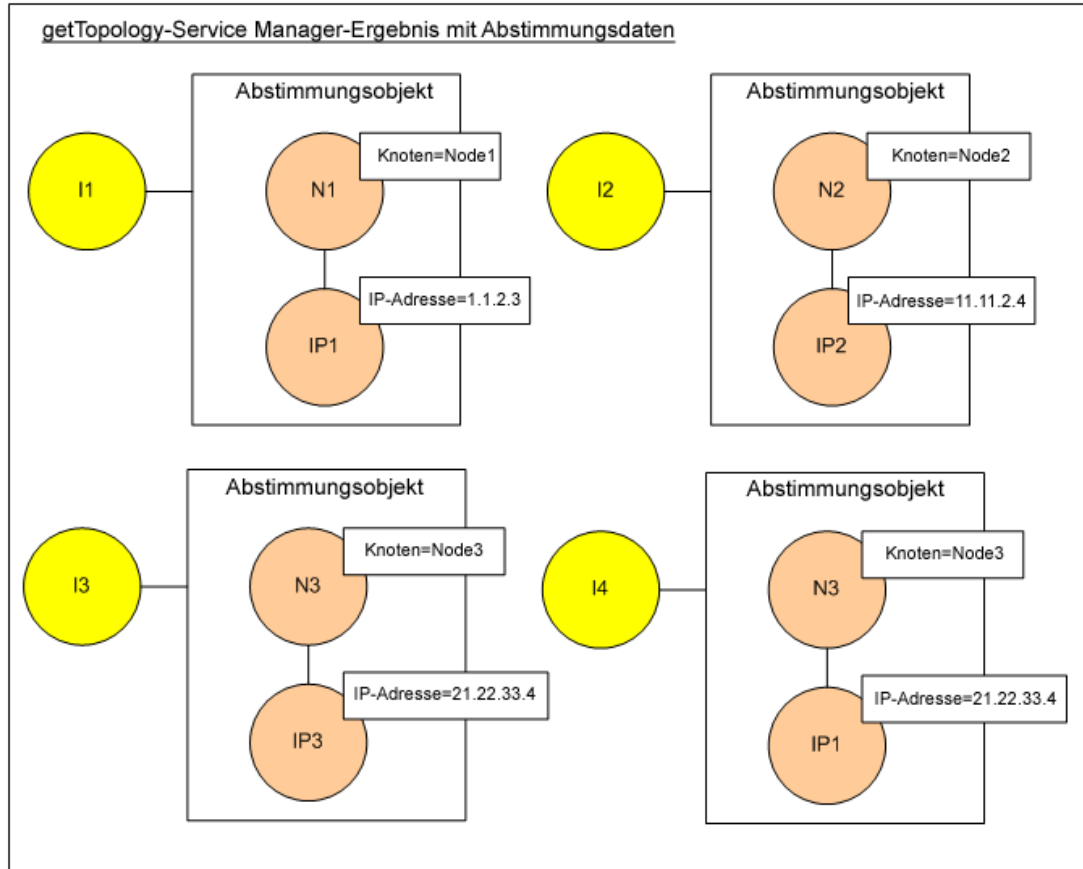 getTopology-Service Manager-Ergebnis mit Abstimmungsdaten
Abstimmungsobjekt
I1
N1
Knoten=Node1
IP-Adresse=1.1.2.3
IP1
Abstimmungsobjekt
I2
N2
Knoten=Node2
IP-Adresse=11.11.2.4
IP2
Abstimmungsobjekt
I3
N3
Knoten=Node3
IP-Adresse=21.22.33.4
IP3
Abstimmungsobjekt
I4
N3
Knoten=Node3
IP-Adresse=21.22.33.4
IP1